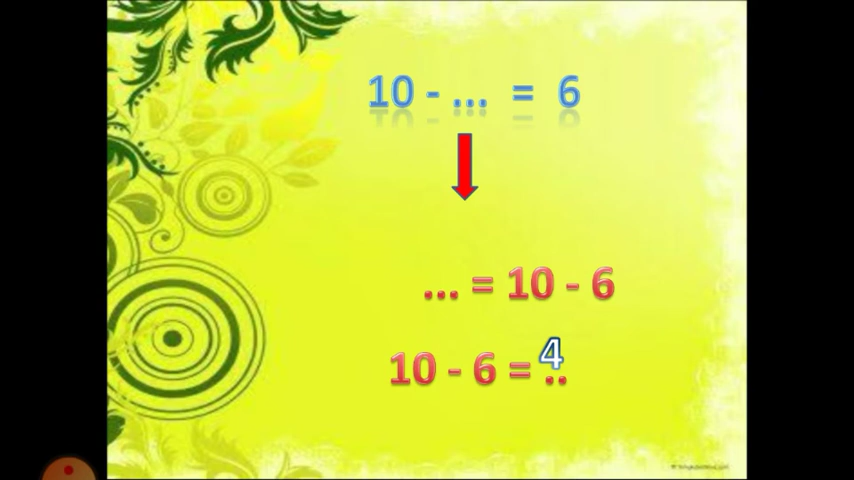 10 - ... = 6
... = 10 - 6
10 - 6 = 4..